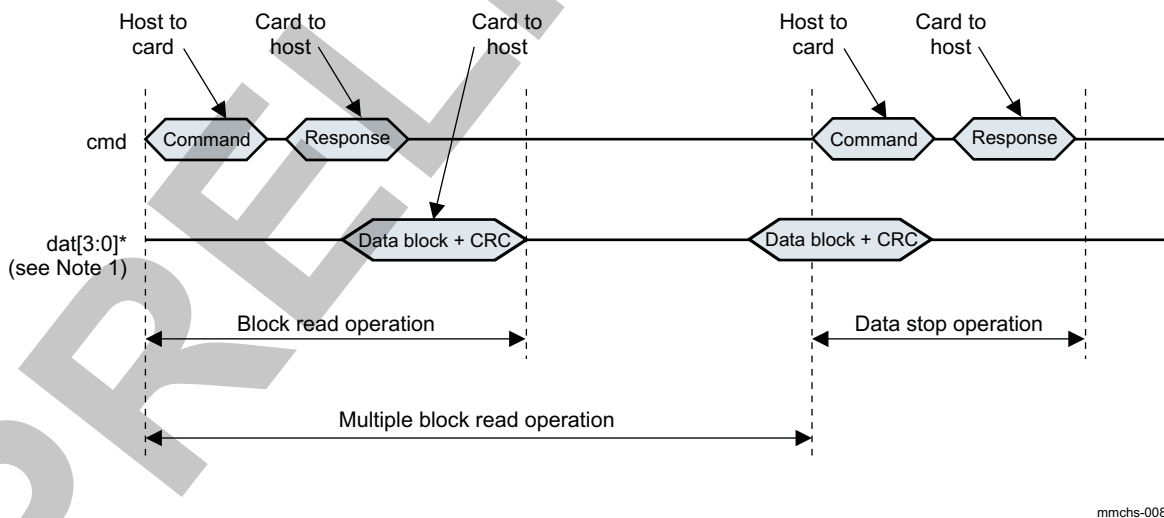 Host to
card
Card to
host
Card to
host
Host to
card
Card to
host
cmd
Command
Response
Command
Response
dat[3:0]*
(see Note 1)
Data block + CRC
Data block + CRC
Block read operation
Data stop operation
Multiple block read operation
mmchs-008
PREL